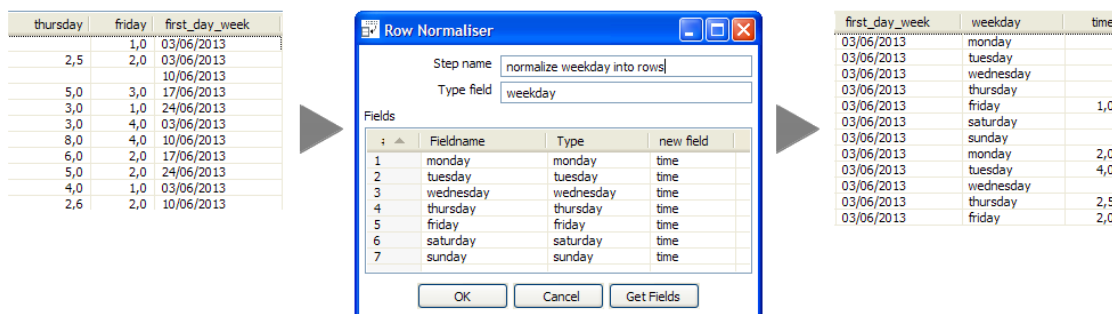 thursday friday first_day_week
1,0 03/06/2013
2,5 2,0 03/06/2013
10/06/2013
5,0 3,0 17/06/2013
3,0 1,0 24/06/2013
3,0 4,0 03/06/2013
8,0 4,0 10/06/2013
6,0 2,0 17/06/2013
5,0 2,0 24/06/2013
4,0 1,0 03/06/2013
2,6 2,0 10/06/2013
Row Normaliser
Step name normalize weekday into rows
Type field weekday
Fields
Fieldname Type new field
1 monday monday time
2 tuesday tuesday time
3 wednesday wednesday time
4 thursday thursday time
5 friday friday time
6 saturday saturday time
7 sunday sunday time
OK Cancel Get Fields
first_day_week weekday time
03/06/2013 monday
03/06/2013 tuesday
03/06/2013 wednesday
03/06/2013 thursday
03/06/2013 friday 1,0
03/06/2013 saturday
03/06/2013 sunday
03/06/2013 monday 2,0
03/06/2013 tuesday 4,0
03/06/2013 wednesday
03/06/2013 thursday 2,5
03/06/2013 friday 2,0